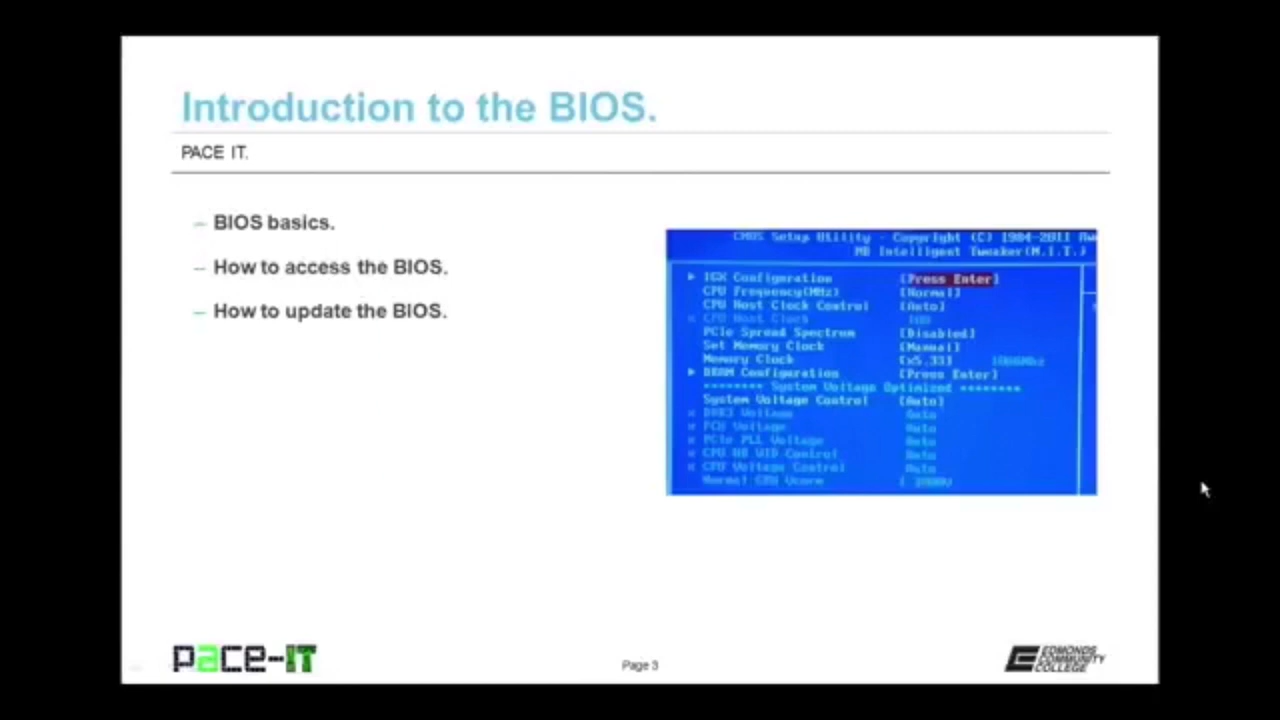 Introduction to the BIOS.
PACE IT.
– BIOS basics.
– How to access the BIOS.
– How to update the BIOS.
CMOS Setup Utility - Copyright (C) 1984-2011
MB Intelligent Tweaker(M.I.T.)
IGX Configuration [Press Enter]
CPU Frequency(MHz) [Normal]
CPU Host Clock Control [Auto]
x CPU Host Clock
PCIe Spread Spectrum [Disabled]
Set Memory Clock [Manual]
Memory Clock [x5.33]
DRAM Configuration [Press Enter]
******** System Voltage Optimized ********
System Voltage Control [Auto]
x DDR3 Voltage Auto
x Voltage Auto
x PCIe PLL Voltage Auto
x CPU NB VID Control Auto
x CPU Voltage Control Auto
Normal CPU Vcore
pace-IT
Page 3
EDMONDS
COMMUNITY
COLLEGE